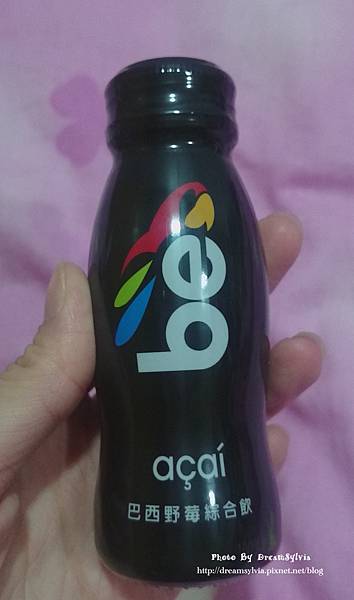 be
açaí
巴西野莓綜合飲
Photo By DreamSylvia
http://dreamsylvia.pixnet.net/blog